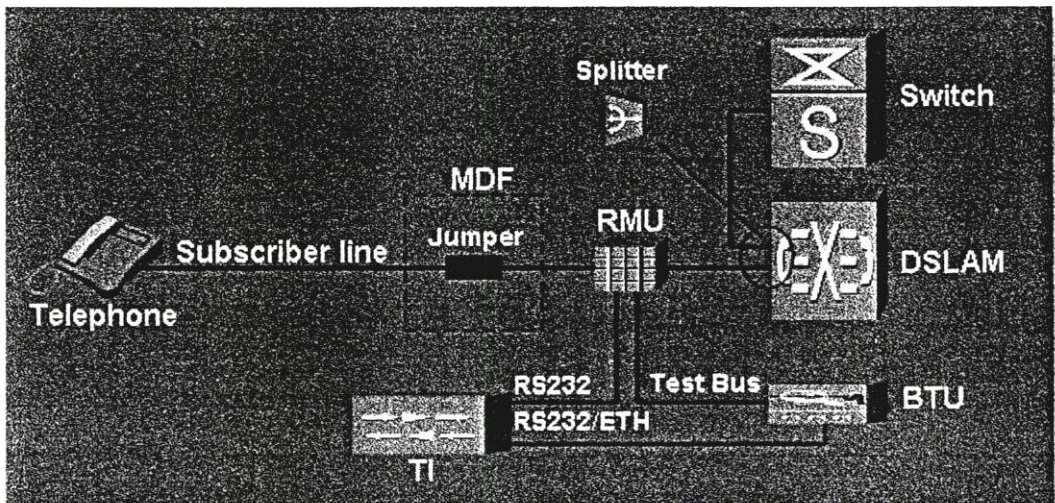 Splitter
Switch
S
MDF
RMU
Jumper
Subscriber line
DSLAM
Telephone
RS232
Test Bus
BTU
RS232/ETH
TI